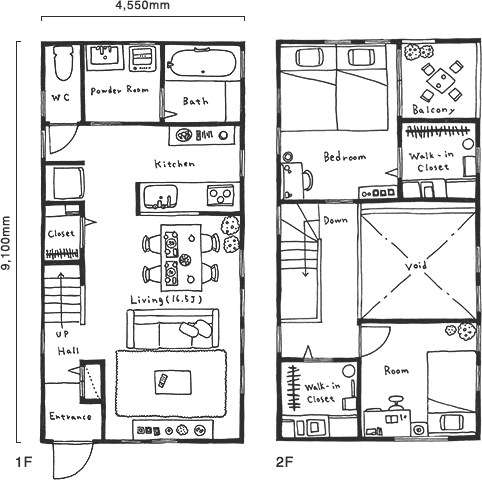 4,550mm
9,100mm
WC
Powder Room
Bath
Kitchen
Closet
Living(16.5J)
UP
Hall
Entrance
1F
Balcony
Bedroom
Walk-in
Closet
Down
Void
Room
Walk-in
Closet
2F